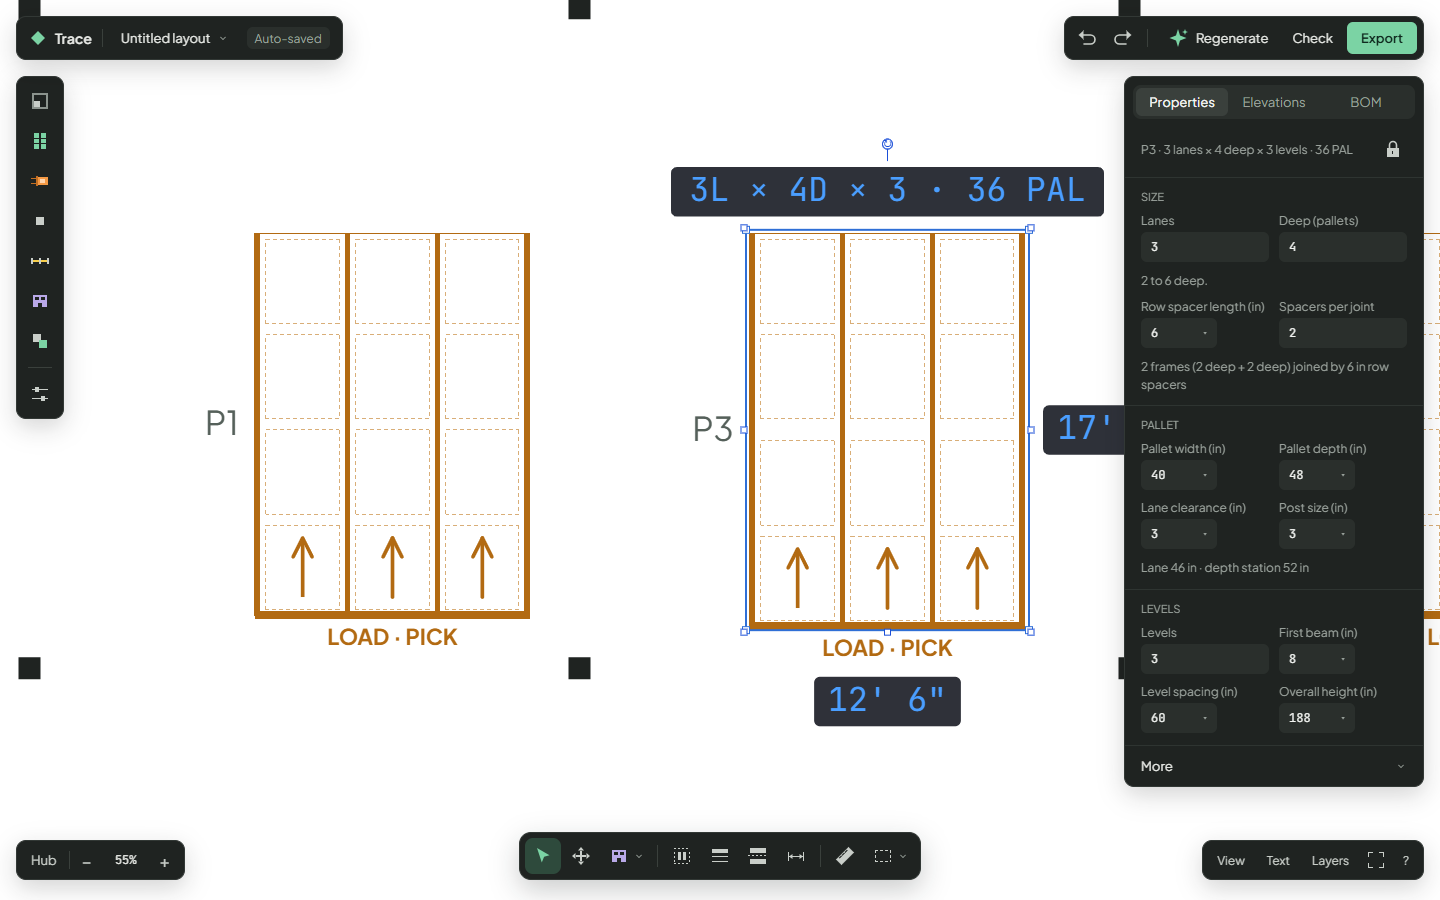 Trace
Untitled layout
Auto-saved
Regenerate
Check
Export
Properties
Elevations
BOM
P3 · 3 lanes × 4 deep × 3 levels · 36 PAL
SIZE
Lanes
Deep (pallets)
3
4
2 to 6 deep.
Row spacer length (in)
Spacers per joint
6
2
2 frames (2 deep + 2 deep) joined by 6 in row
spacers
PALLET
Pallet width (in)
Pallet depth (in)
40
48
Lane clearance (in)
Post size (in)
3
3
Lane 46 in · depth station 52 in
LEVELS
Levels
First beam (in)
3
8
Level spacing (in)
Overall height (in)
60
188
More
3L × 4D × 3 · 36 PAL
P1
P3
17'
LOAD · PICK
LOAD · PICK
12' 6"
Hub
– 55% +
View
Text
Layers
?